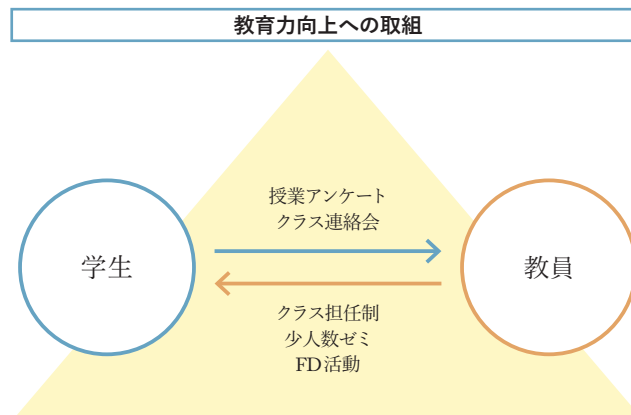 教育力向上への取組
授業アンケート
クラス連絡会
学生
教員
クラス担任制
少人数ゼミ
FD活動